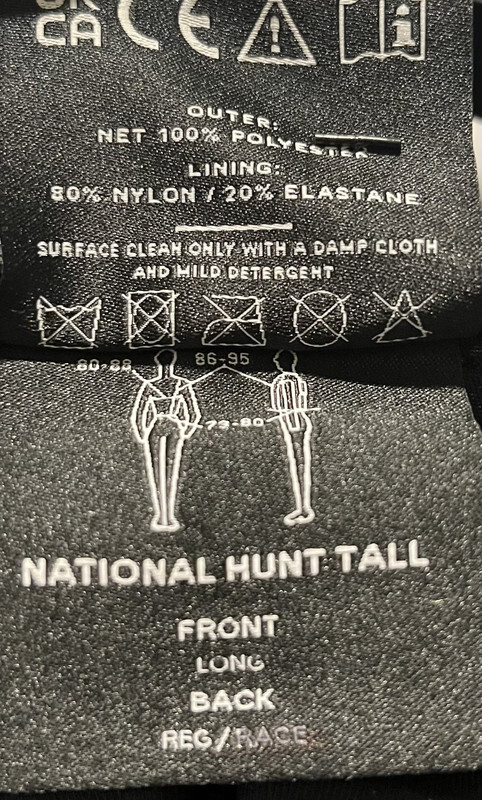 UK
CA CE
OUTER:
NET 100% POLYESTER
LINING:
80% NYLON / 20% ELASTANE
SURFACE CLEAN ONLY WITH A DAMP CLOTH
AND MILD DETERGENT
80-88 86-95
73-80
NATIONAL HUNT TALL
FRONT
LONG
BACK
REG/RACE